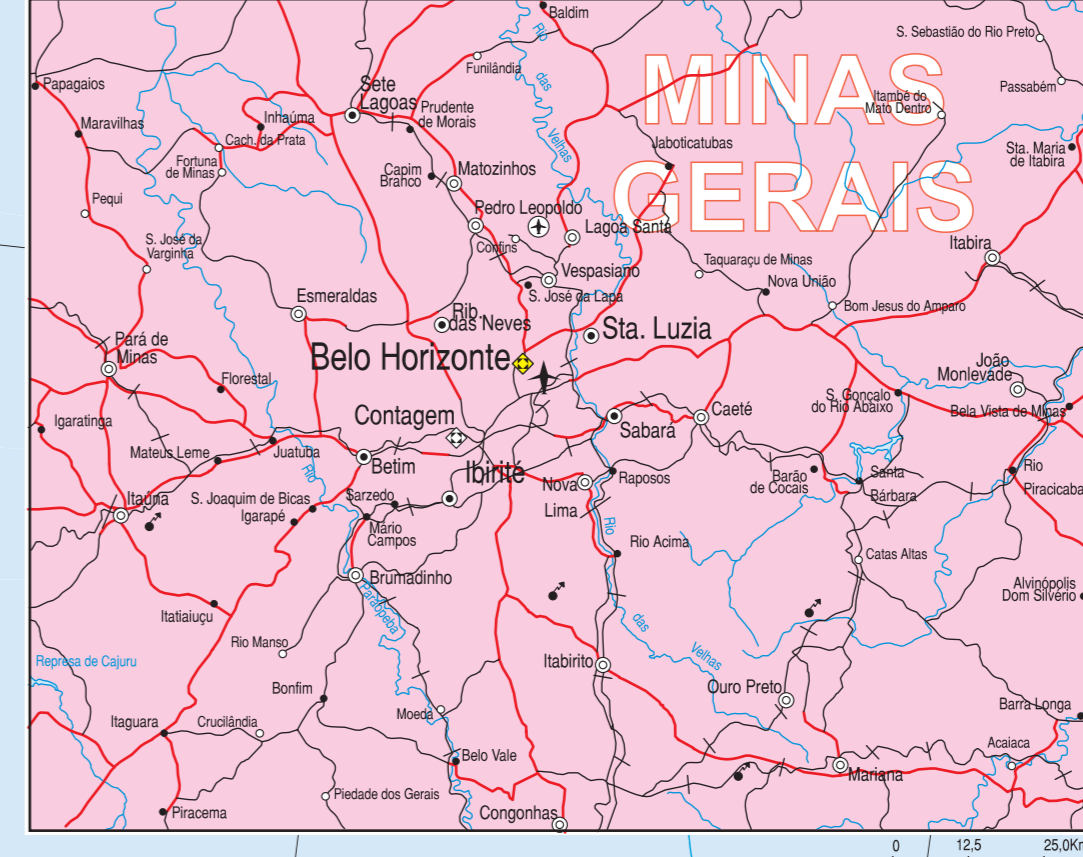 Baldim
S. Sebastião do Rio Preto
Rio
Funilândia
MINAS
Papagaios
Sete
Lagoas
das
Passabém
Itambé do
Mato Dentro
Prudente
de Morais
Maravilhas
Inhaúma
Cach. da Prata
Velhas
Jaboticatubas
Sta. Maria
de Itabira
Fortuna
de Minas
Capim
Branco
Matozinhos
GERAIS
Pequi
Pedro Leopoldo
Lagoa Santa
S. José da
Varginha
Confins
Itabira
Vespasiano
Taquaraçu de Minas
Nova União
Esmeraldas
S. José da Lapa
Bom Jesus do Amparo
Rib.
das Neves
Sta. Luzia
Pará de
Minas
Belo Horizonte
João
Monlevade
Florestal
S. Gonçalo
do Rio Abaixo
Igaratinga
Contagem
Caeté
Bela Vista de Minas
Sabará
Mateus Leme
Juatuba
Betim
Ibirité
Raposos
Barão
de Cocais
Santa
Bárbara
Rio
Piracicaba
Rio
Itaúna
S. Joaquim de Bicas
Igarapé
Sarzedo
Nova
Lima
Mário
Campos
Rio
Rio Acima
Catas Altas
Brumadinho
Alvinópolis
Dom Silvério
Paraopeba
Itatiaiuçu
das
Rio Manso
Velhas
Represa de Cajuru
Itabirito
Bonfim
Ouro Preto
Moeda
Barra Longa
Itaguara
Crucilândia
Acaiaca
Belo Vale
Mariana
Piedade dos Gerais
Piracema
Congonhas
0 12,5 25,0Km